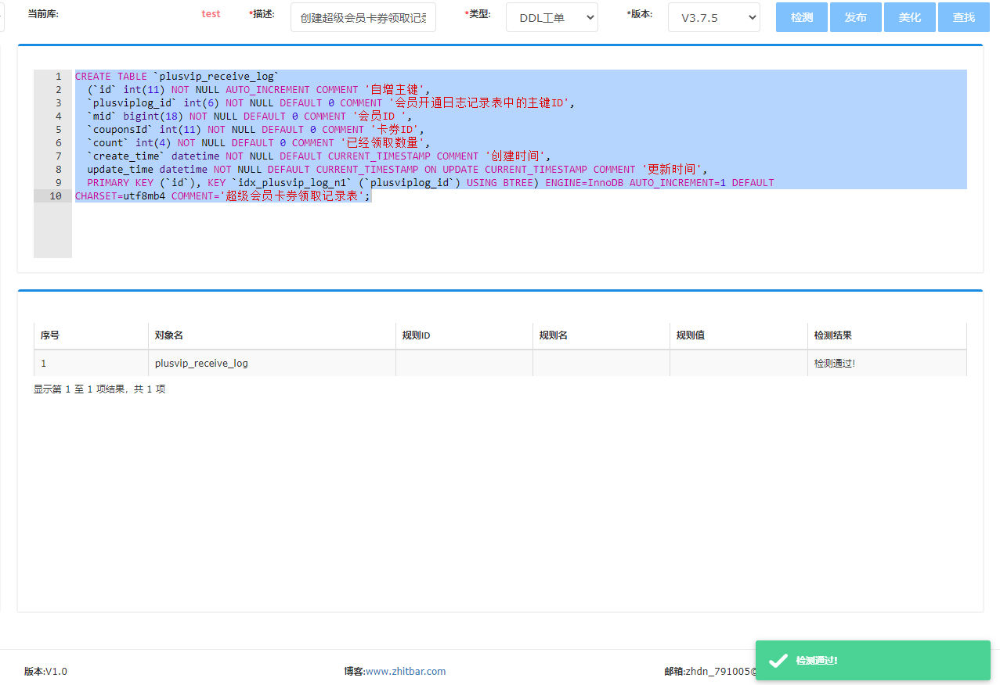 当前库: test *描述: 创建超级会员卡券领取记录 *类型: DDL工单 *版本: V3.7.5 检测 发布 美化 查找
1 CREATE TABLE `plusvip_receive_log`
2 (`id` int(11) NOT NULL AUTO_INCREMENT COMMENT '自增主键',
3 `plusviplog_id` int(6) NOT NULL DEFAULT 0 COMMENT '会员开通日志记录表中的主键ID',
4 `mid` bigint(18) NOT NULL DEFAULT 0 COMMENT '会员ID ',
5 `couponsId` int(11) NOT NULL DEFAULT 0 COMMENT '卡券ID',
6 `count` int(4) NOT NULL DEFAULT 0 COMMENT '已经领取数量',
7 `create_time` datetime NOT NULL DEFAULT CURRENT_TIMESTAMP COMMENT '创建时间',
8 update_time datetime NOT NULL DEFAULT CURRENT_TIMESTAMP ON UPDATE CURRENT_TIMESTAMP COMMENT '更新时间',
9 PRIMARY KEY (`id`), KEY `idx_plusvip_log_n1` (`plusviplog_id`) USING BTREE) ENGINE=InnoDB AUTO_INCREMENT=1 DEFAULT
10 CHARSET=utf8mb4 COMMENT='超级会员卡券领取记录表';
序号 对象名 规则ID 规则名 规则值 检测结果
1 plusvip_receive_log 检测通过!
显示第 1 至 1 项结果，共 1 项
检测通过!
版本:V1.0 博客:www.zhitbar.com 邮箱:zhdn_791005@